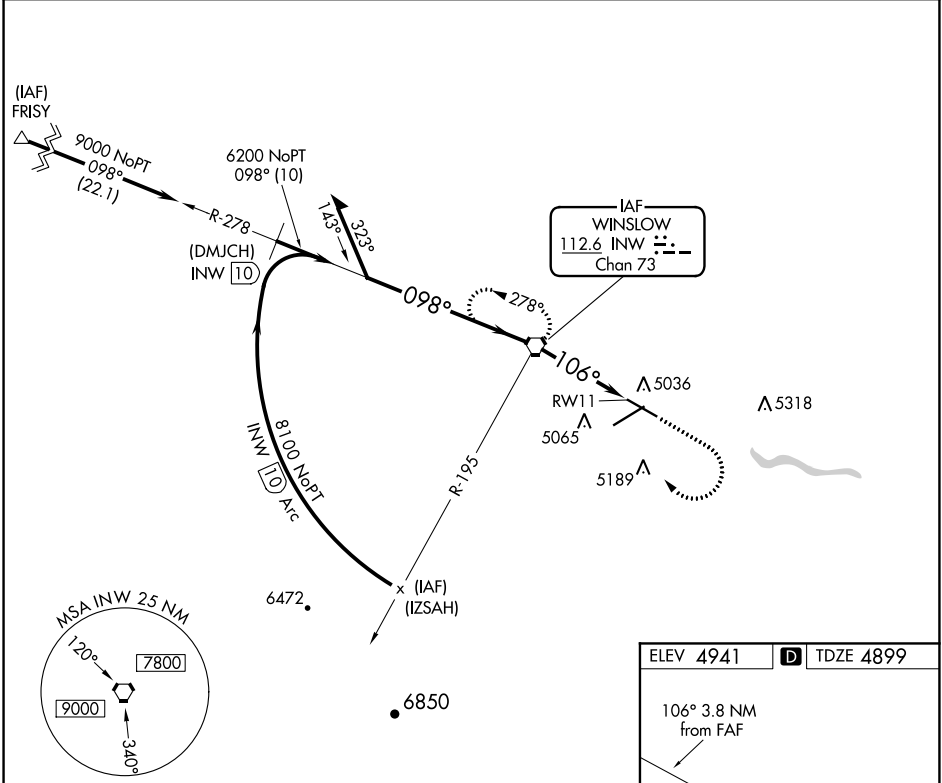 (IAF)
FRISY
9000 NoPT
098°
(22.1)
6200 NoPT
098° (10)
R-278
(DMJCH)
INW 10
143°
323°
IAF
WINSLOW
112.6 INW
Chan 73
098°
278°
106°
RW11
5036
5318
5065
5189
8100 NoPT
INW 10 Arc
R-195
(IAF)
(IZSAH)
6472
6850
MSA INW 25 NM
120°
7800
9000
340°
ELEV 4941 D TDZE 4899
106° 3.8 NM
from FAF